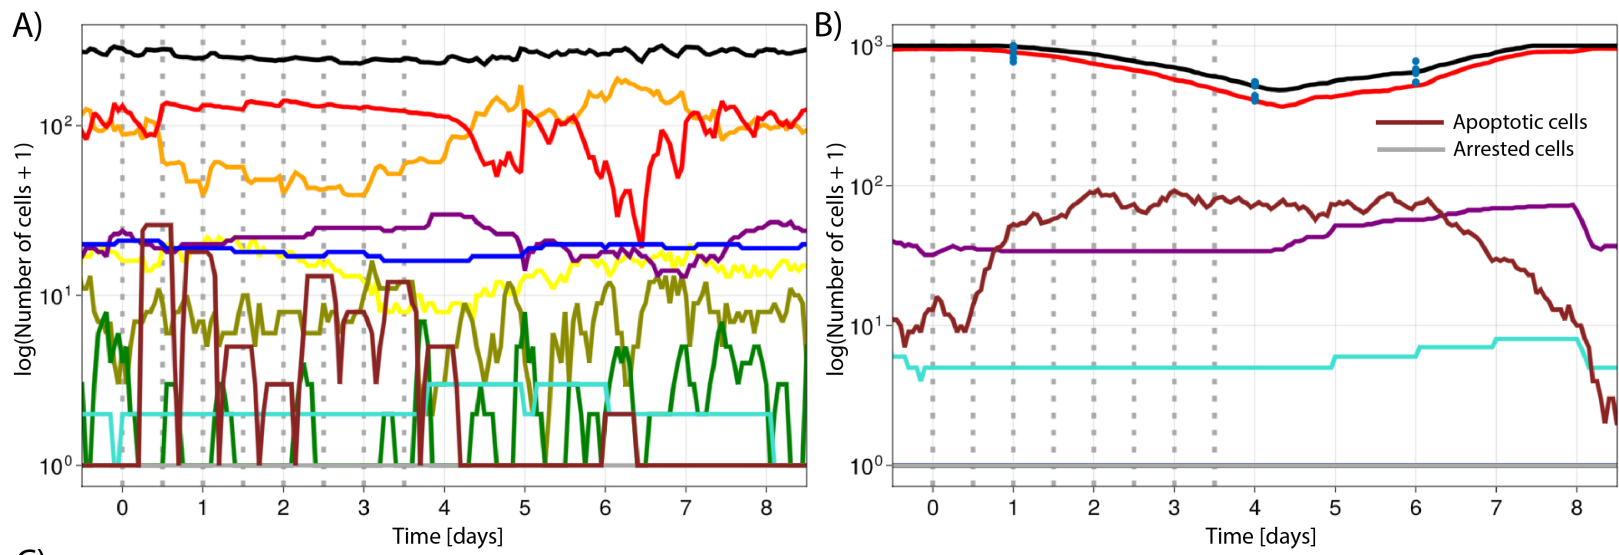 A)
log(Number of cells + 1)
10²
10¹
10⁰
0 1 2 3 4 5 6 7 8
Time [days]
B)
log(Number of cells + 1)
10³
10²
10¹
10⁰
Apoptotic cells
Arrested cells
0 1 2 3 4 5 6 7 8
Time [days]